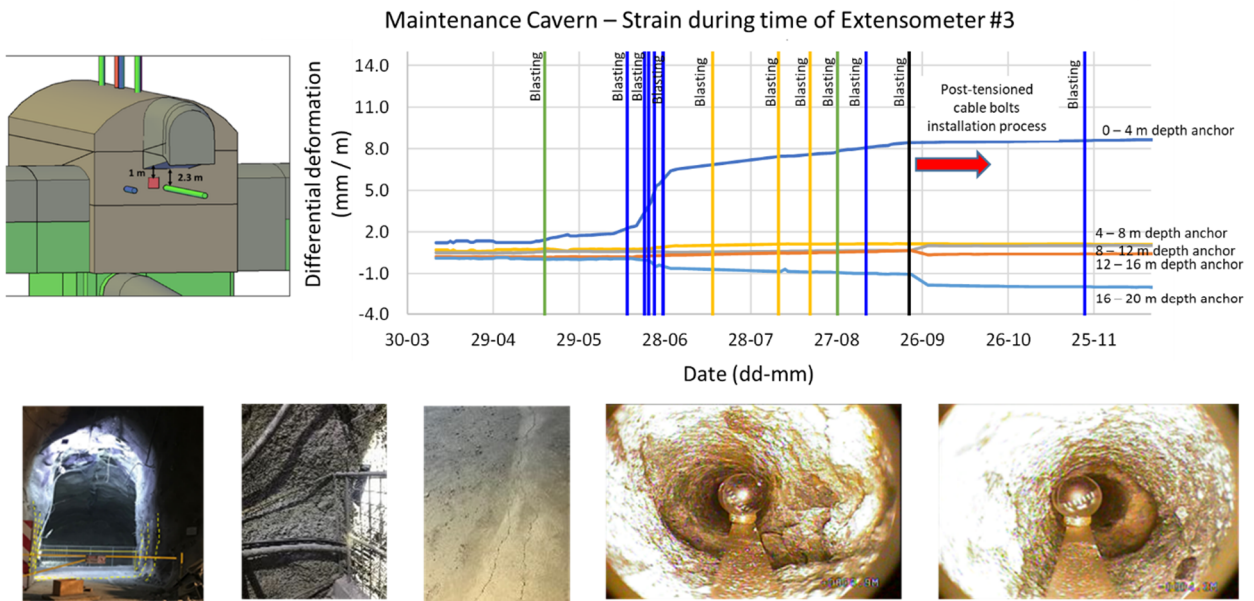 Maintenance Cavern – Strain during time of Extensometer #3
Differential deformation
(mm / m)
14.0
11.0
8.0
5.0
2.0
-1.0
-4.0
Blasting
Blasting
Blasting
Blasting
Blasting
Blasting
Blasting
Blasting
Blasting
Blasting
Post-tensioned
cable bolts
installation process
0 – 4 m depth anchor
4 – 8 m depth anchor
8 – 12 m depth anchor
12 – 16 m depth anchor
16 – 20 m depth anchor
30-03
29-04
29-05
28-06
28-07
27-08
26-09
26-10
25-11
Date (dd-mm)
1 m
2.3 m